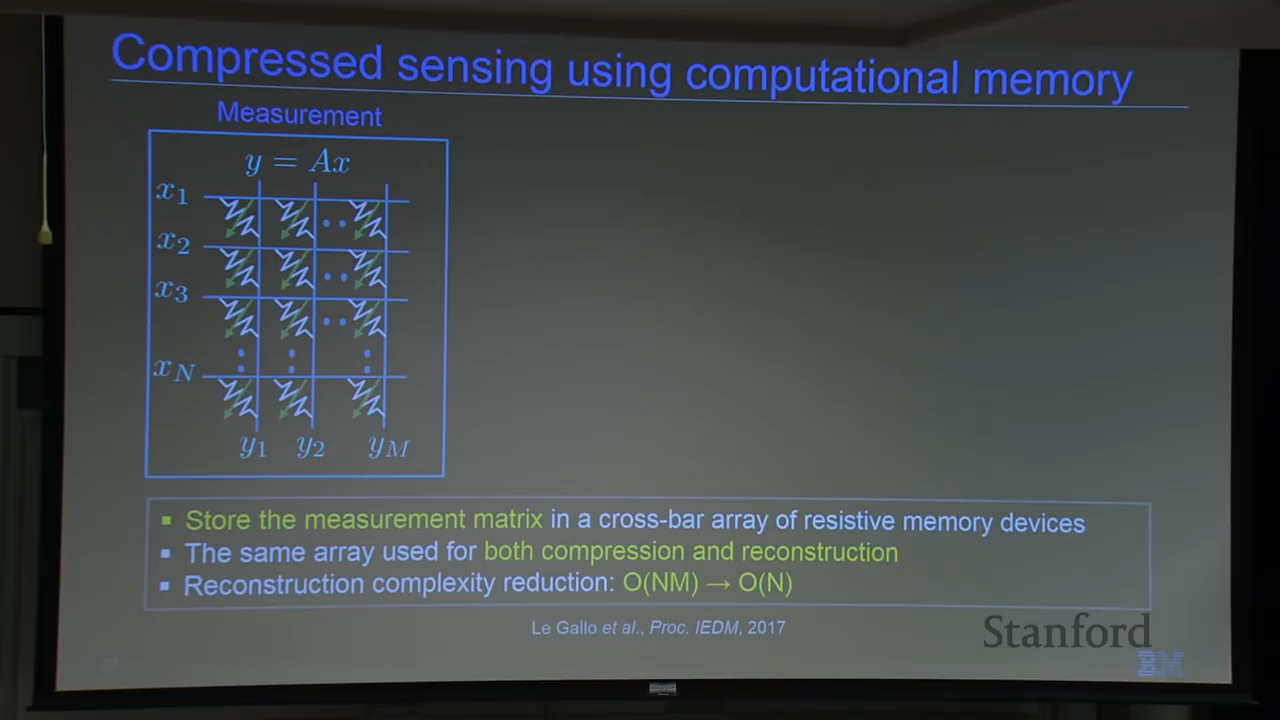 Compressed sensing using computational memory
Measurement
y = Ax
x1
x2
x3
xN
y1 y2 yM
Store the measurement matrix in a cross-bar array of resistive memory devices
The same array used for both compression and reconstruction
Reconstruction complexity reduction: O(NM) → O(N)
Le Gallo et al., Proc. IEDM, 2017
Stanford
IBM